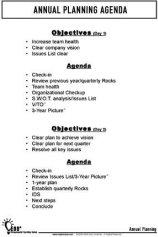 ANNUAL PLANNING AGENDA
Objectives (Day 1)
• Increase team health
• Clear company vision
• Issues List clear
Agenda
• Check-in
• Review previous year/quarterly Rocks
• Team health
• Organizational Checkup
• S.W.O.T. analysis/Issues List
• V/TO™
• 3-Year Picture™
Objectives (Day 2)
• Clear plan to achieve vision
• Clear plan for next quarter
• Resolve all key issues
Agenda
• Check-in
• Review Issues List/3-Year Picture™
• 1-year plan
• Establish quarterly Rocks
• IDS
• Next steps
• Conclude
Annual Planning